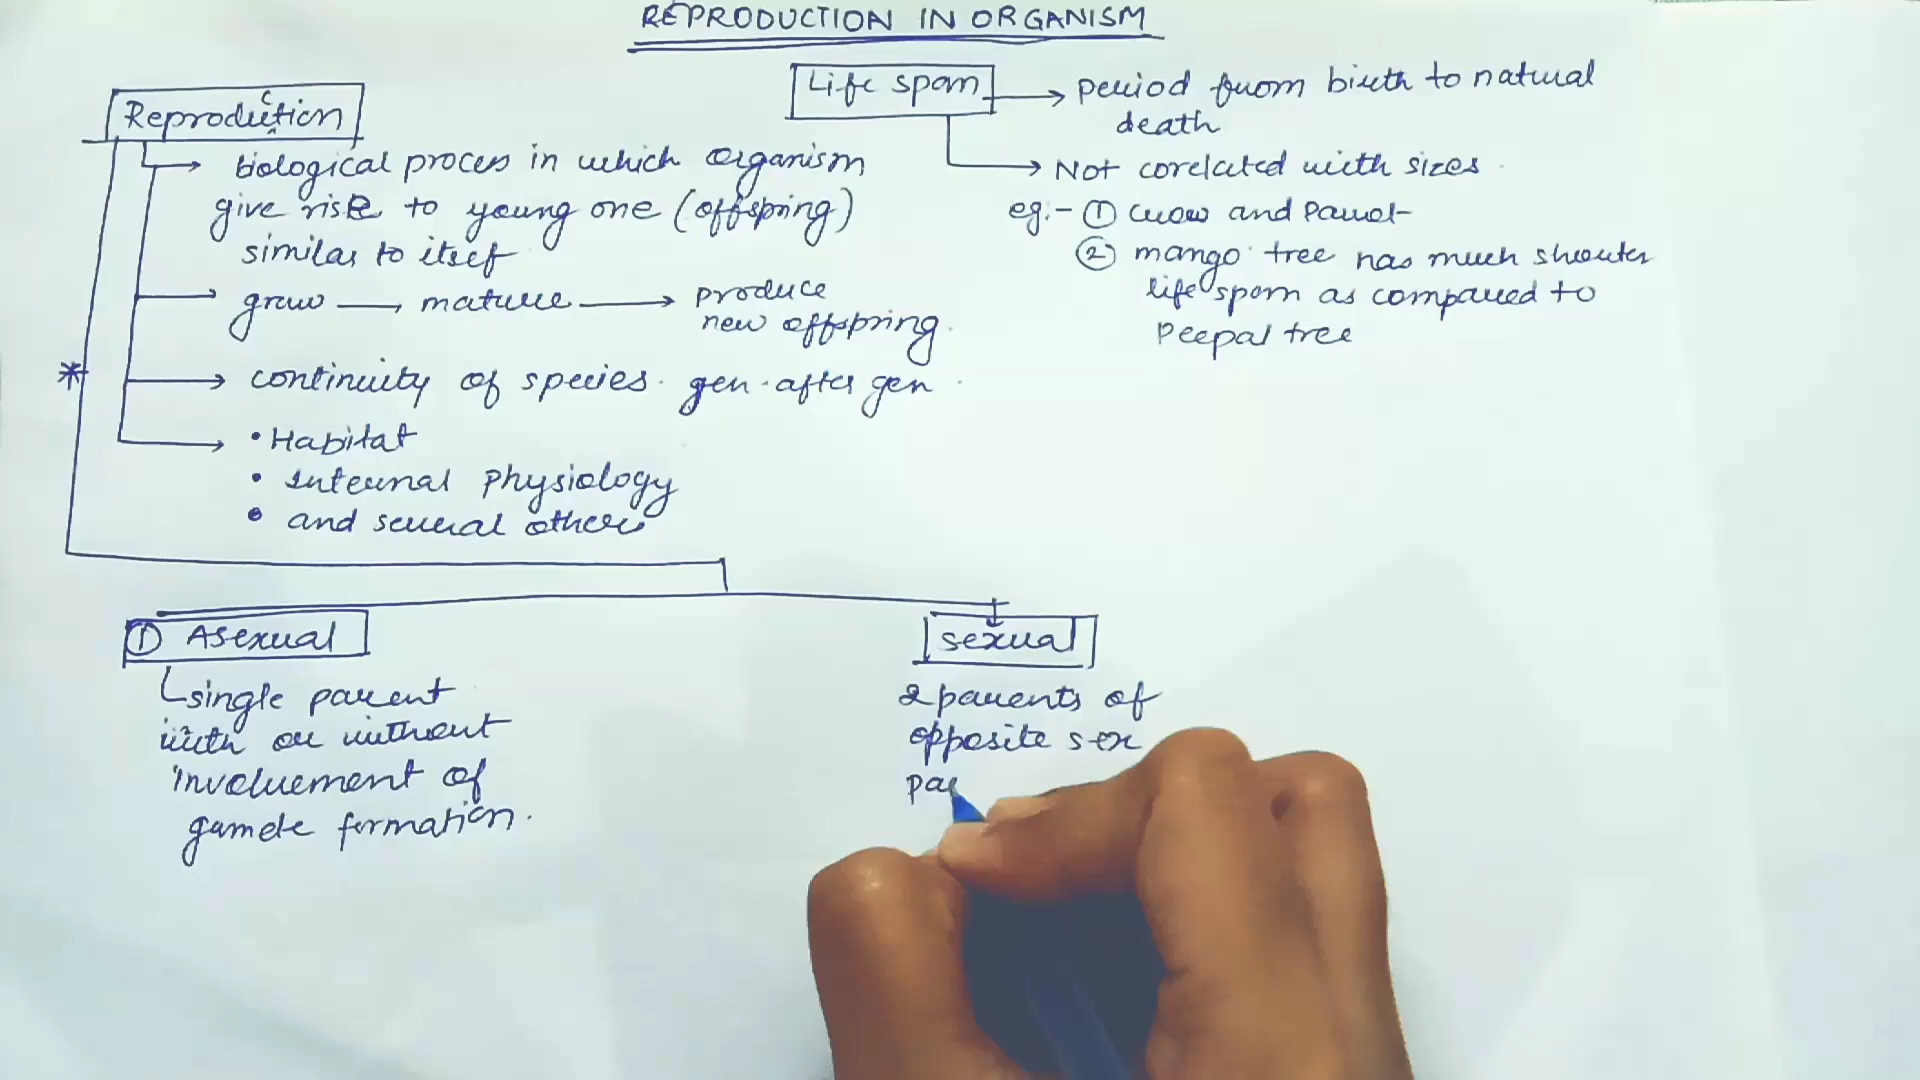 REPRODUCTION IN ORGANISM
Reproduction
c
biological proces in which organism
give rise to young one (offspring)
similar to itself
grow → mature → produce
new offspring.
* continuity of species. gen. after gen.
• Habitat
• internal physiology
• and several others
Life span → period from birth to natural
death
→ Not corelated with sizes.
eg:- ① crow and Parrot
② mango tree has much shorter
life span as compared to
Peepal tree
① Asexual
single parent
with or without
involvement of
gamete formation.
sexual
2 parents of
opposite sex
pa